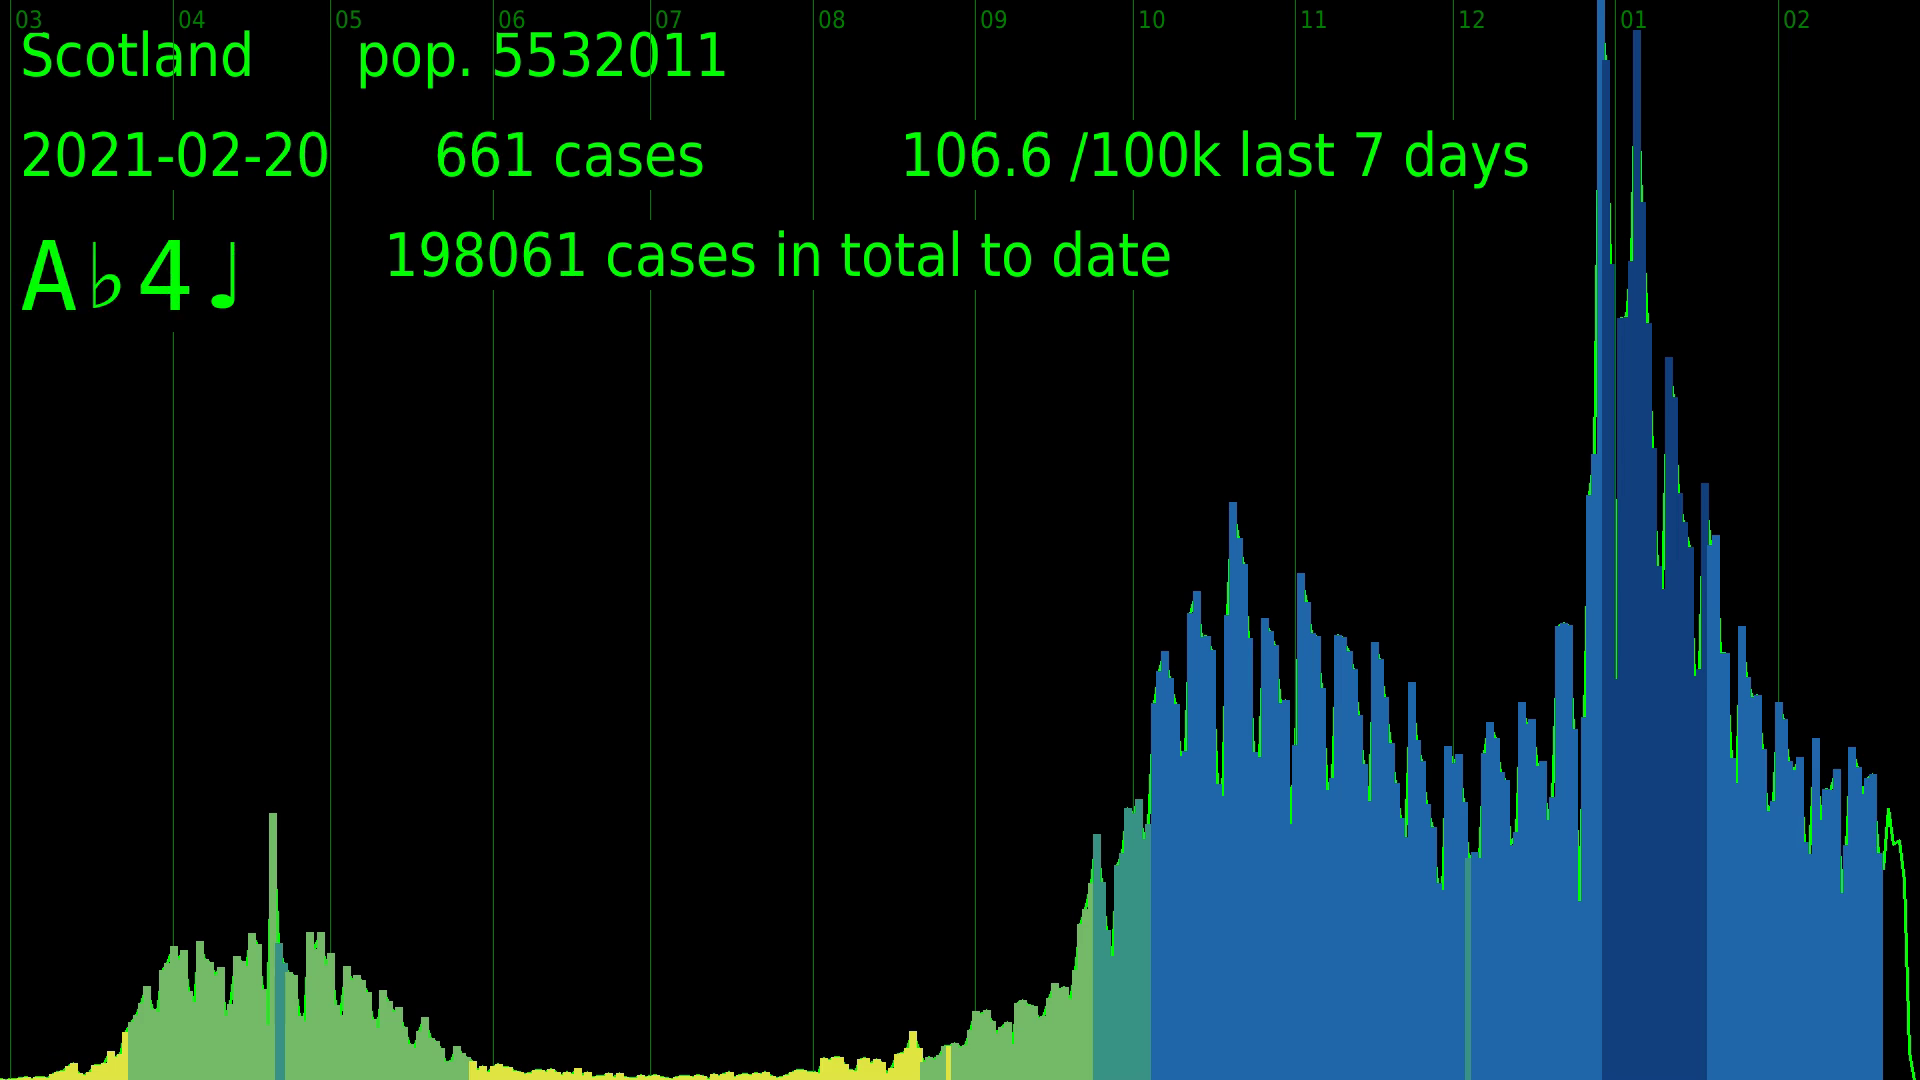 03 04 05 06 07 08 09 10 11 12 01 02
Scotland pop. 5532011
2021-02-20 661 cases 106.6 /100k last 7 days
A♭4♩ 198061 cases in total to date